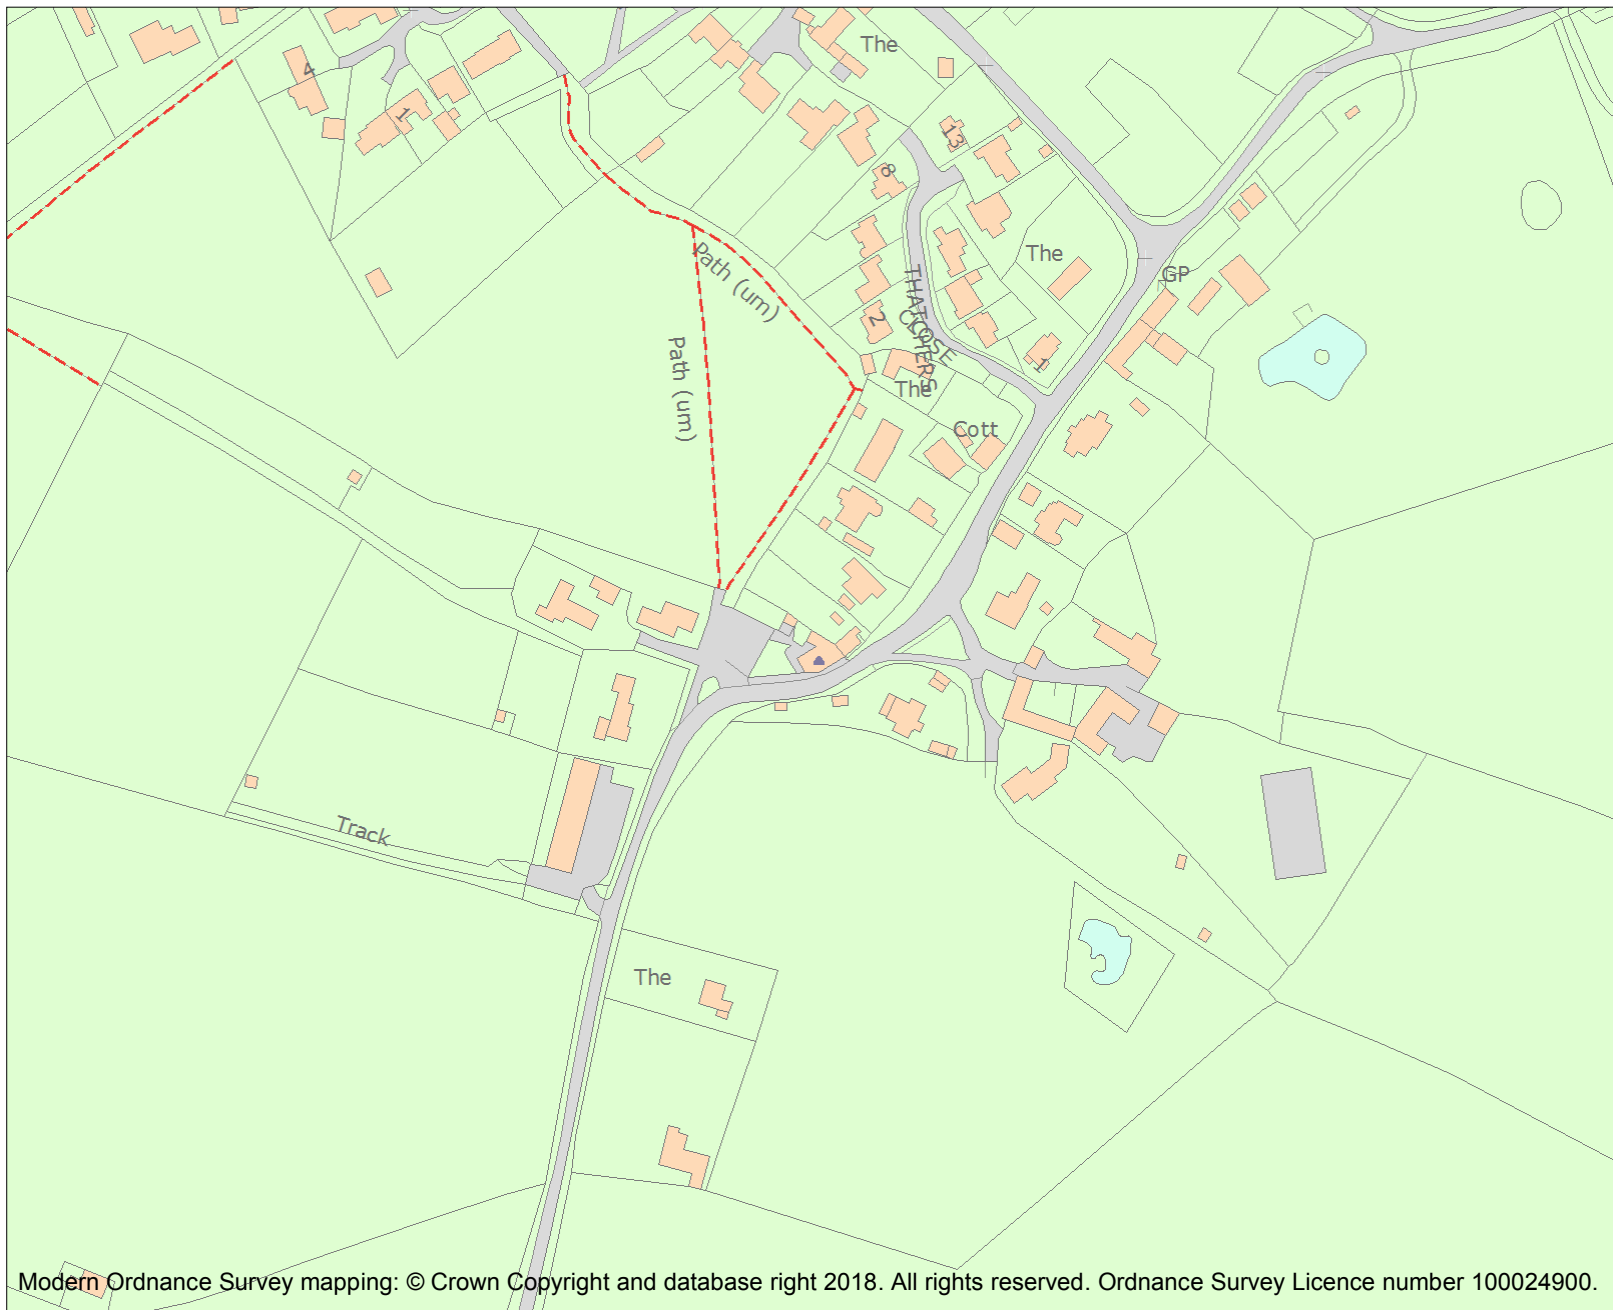 The
4
1
13
8
The
Path (um)
GP
THATCHERS
CLOSE
2
1
Path (um)
The
Cott
Track
The
Modern Ordnance Survey mapping: © Crown Copyright and database right 2018. All rights reserved. Ordnance Survey Licence number 100024900.